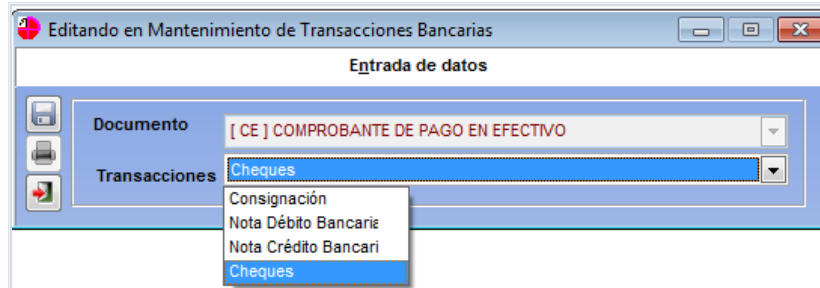 Editando en Mantenimiento de Transacciones Bancarias
Entrada de datos
Documento [ CE ] COMPROBANTE DE PAGO EN EFECTIVO
Transacciones Cheques
Consignación
Nota Débito Bancaria
Nota Crédito Bancari
Cheques